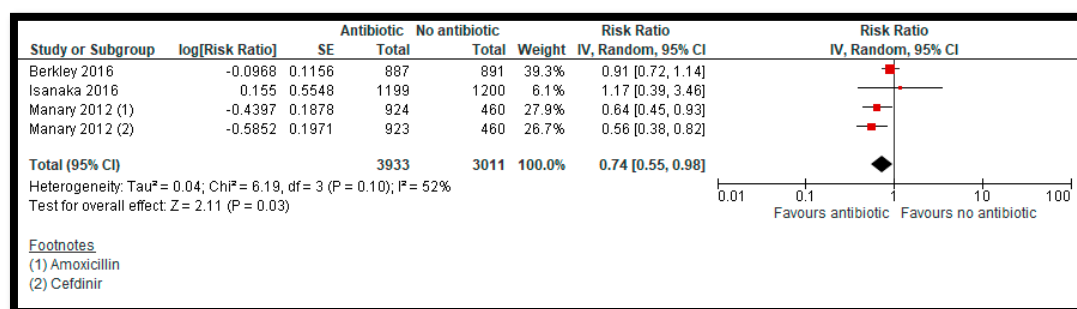 Antibiotic No antibiotic Risk Ratio Risk Ratio
Study or Subgroup log[Risk Ratio] SE Total Total Weight IV, Random, 95% CI IV, Random, 95% CI
Berkley 2016 -0.0968 0.1156 887 891 39.3% 0.91 [0.72, 1.14]
Isanaka 2016 0.155 0.5548 1199 1200 6.1% 1.17 [0.39, 3.46]
Manary 2012 (1) -0.4397 0.1878 924 460 27.9% 0.64 [0.45, 0.93]
Manary 2012 (2) -0.5852 0.1971 923 460 26.7% 0.56 [0.38, 0.82]
Total (95% CI) 3933 3011 100.0% 0.74 [0.55, 0.98]
Heterogeneity: Tau² = 0.04; Chi² = 6.19, df = 3 (P = 0.10); I² = 52%
Test for overall effect: Z = 2.11 (P = 0.03)
0.01 0.1 1 10 100
Favours antibiotic Favours no antibiotic
Footnotes
(1) Amoxicillin
(2) Cefdinir